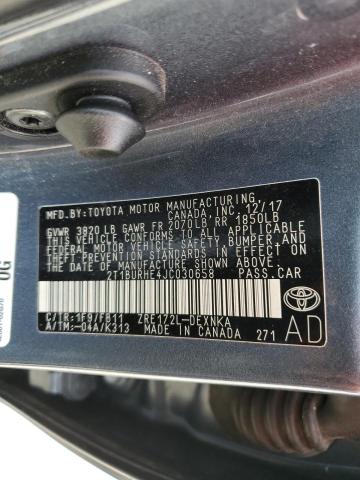 MFD.BY:TOYOTA MOTOR MANUFACTURING
CANADA, INC. 12/17
GVWR 3820 LB GAWR FR 2070LB RR 1850LB
THIS VEHICLE CONFORMS TO ALL APPLICABLE
FEDERAL MOTOR VEHICLE SAFETY, BUMPER, AND
THEFT PREVENTION STANDARDS IN EFFECT ON
THE DATE OF MANUFACTURE SHOWN ABOVE.
2T1BURHE4JC030658 PASS.CAR
C/TR:1F9/FB11 ZRE172L-DEXNKA
A/TM:-04A/K313 MADE IN CANADA 271
AD
OG